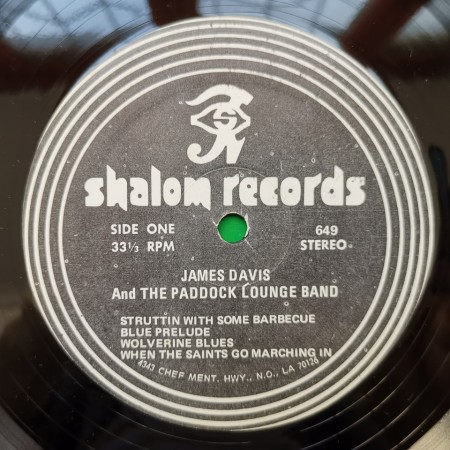 shalom records
SIDE ONE
33⅓ RPM
649
STEREO
JAMES DAVIS
And THE PADDOCK LOUNGE BAND
STRUTTIN WITH SOME BARBECUE
BLUE PRELUDE
WOLVERINE BLUES
WHEN THE SAINTS GO MARCHING IN
4343 CHEF MENT. HWY., N.O., LA 70126